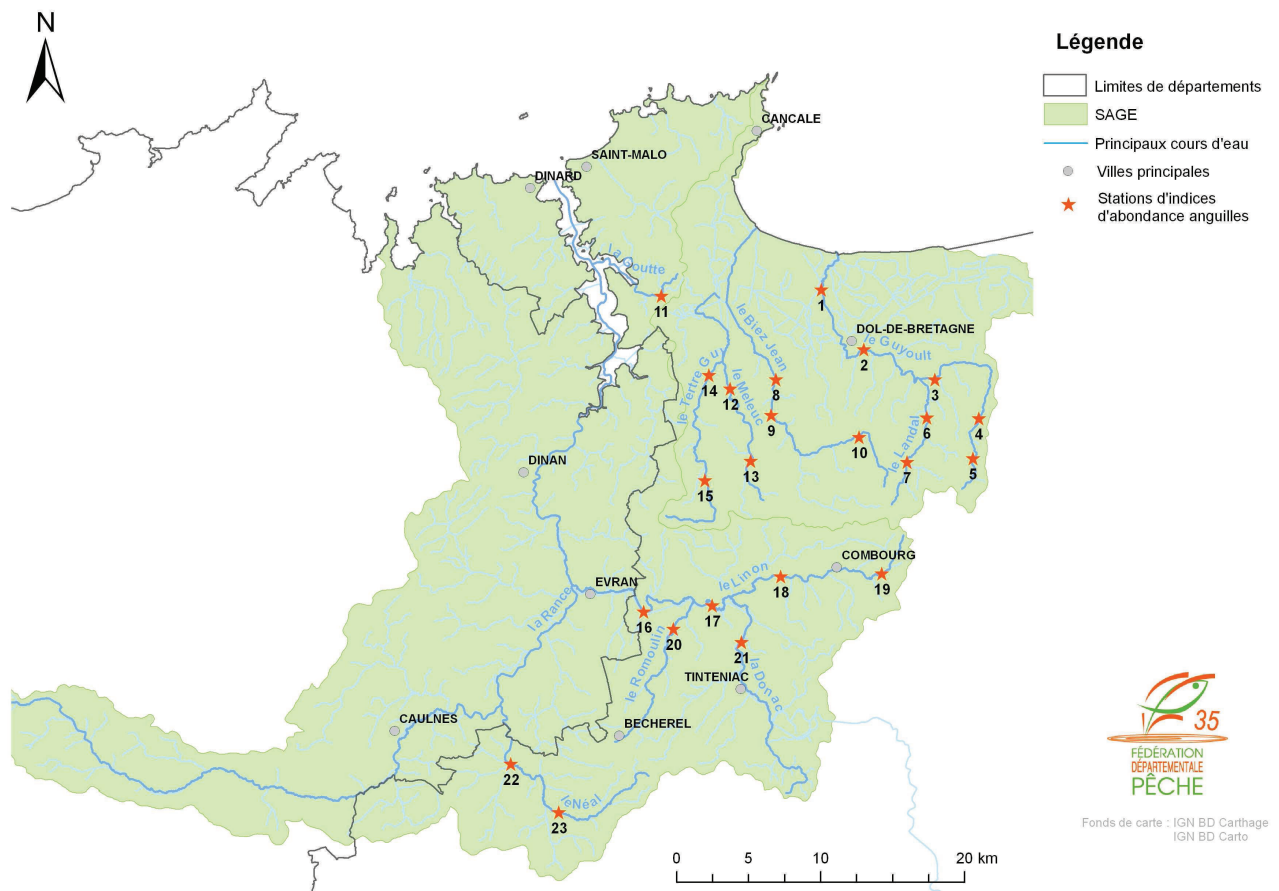 N
Légende
Limites de départements
SAGE
Principaux cours d'eau
Villes principales
Stations d'indices
d'abondance anguilles
CANCALE
SAINT-MALO
DINARD
La Goutte
11
1
DOL-DE-BRETAGNE
le Guyoult
2
le Biez Jean
3
8
14
le Tertre Guy
12
le Meleuc
9
6
4
10
le Landal
7
5
13
15
DINAN
COMBOURG
le Linon
18
19
EVRAN
la Rance
16
17
20
le Romoulin
21
TINTENIAC
la Donac
CAULNES
BECHEREL
22
le Néal
23
35
FÉDÉRATION
DÉPARTEMENTALE
PÊCHE
Fonds de carte : IGN BD Carthage
IGN BD Carto
0 5 10 20 km